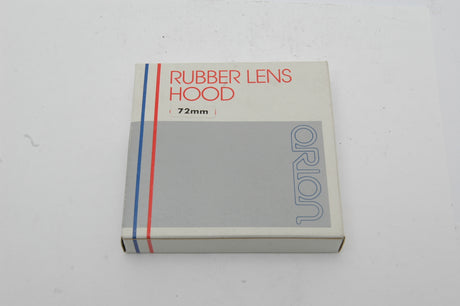 RUBBER LENS
HOOD
72mm
ORION